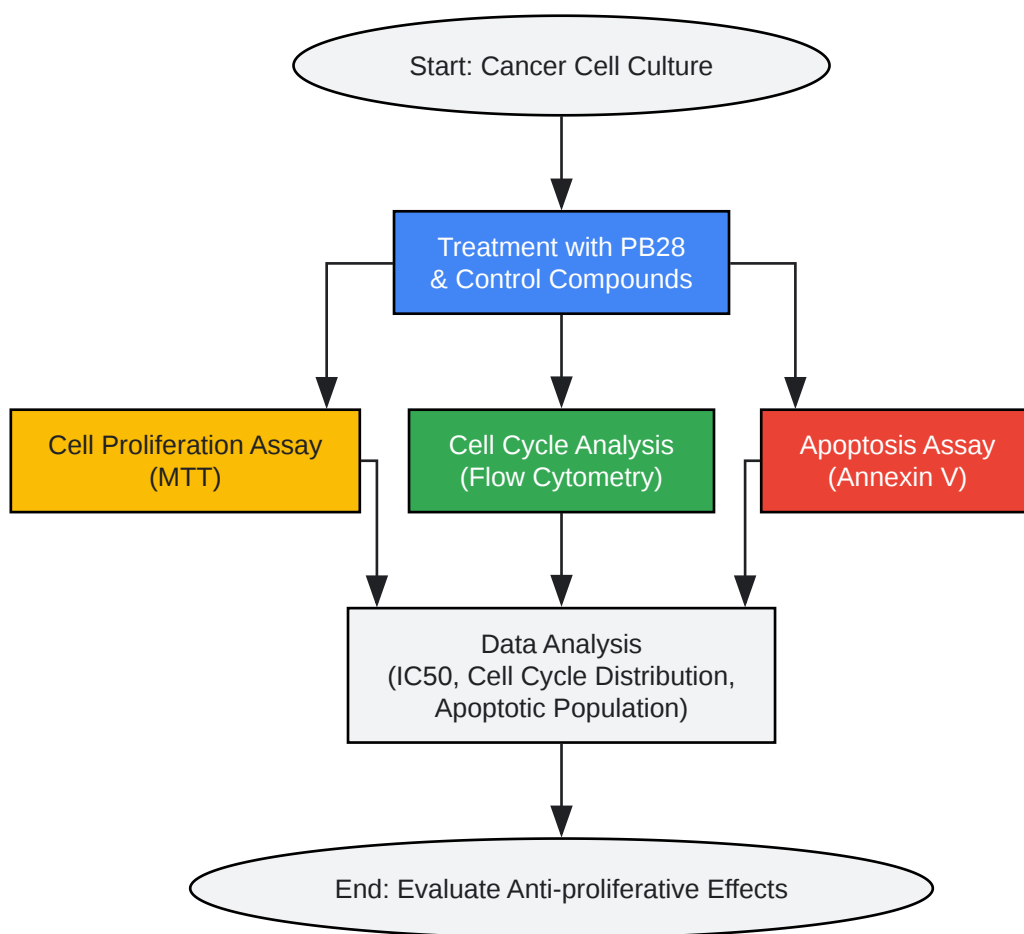 Start: Cancer Cell Culture
Treatment with PB28
& Control Compounds
Cell Proliferation Assay
(MTT)
Cell Cycle Analysis
(Flow Cytometry)
Apoptosis Assay
(Annexin V)
Data Analysis
(IC50, Cell Cycle Distribution,
Apoptotic Population)
End: Evaluate Anti-proliferative Effects